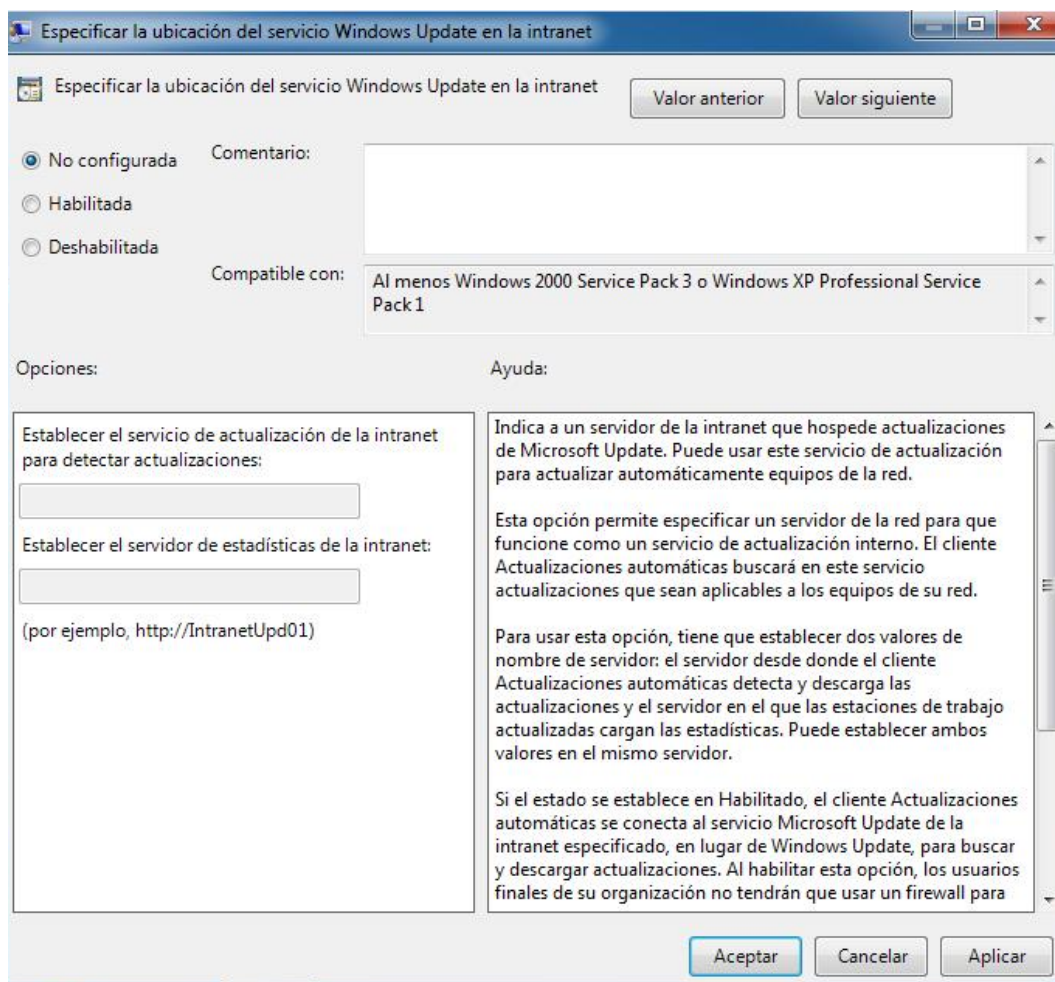 Especificar la ubicación del servicio Windows Update en la intranet
Especificar la ubicación del servicio Windows Update en la intranet
Valor anterior
Valor siguiente
No configurada
Comentario:
Habilitada
Deshabilitada
Compatible con:
Al menos Windows 2000 Service Pack 3 o Windows XP Professional Service
Pack 1
Opciones:
Ayuda:
Establecer el servicio de actualización de la intranet
para detectar actualizaciones:
Establecer el servidor de estadísticas de la intranet:
(por ejemplo, http://IntranetUpd01)
Indica a un servidor de la intranet que hospede actualizaciones
de Microsoft Update. Puede usar este servicio de actualización
para actualizar automáticamente equipos de la red.
Esta opción permite especificar un servidor de la red para que
funcione como un servicio de actualización interno. El cliente
Actualizaciones automáticas buscará en este servicio
actualizaciones que sean aplicables a los equipos de su red.
Para usar esta opción, tiene que establecer dos valores de
nombre de servidor: el servidor desde donde el cliente
Actualizaciones automáticas detecta y descarga las
actualizaciones y el servidor en el que las estaciones de trabajo
actualizadas cargan las estadísticas. Puede establecer ambos
valores en el mismo servidor.
Si el estado se establece en Habilitado, el cliente Actualizaciones
automáticas se conecta al servicio Microsoft Update de la
intranet especificado, en lugar de Windows Update, para buscar
y descargar actualizaciones. Al habilitar esta opción, los usuarios
finales de su organización no tendrán que usar un firewall para
Aceptar
Cancelar
Aplicar